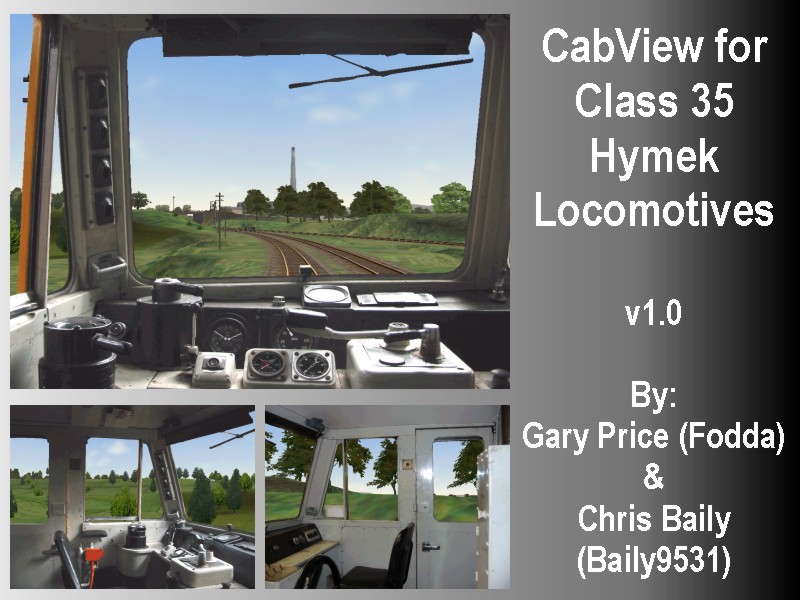 CabView for
Class 35
Hymek
Locomotives
v1.0
By:
Gary Price (Fodda)
&
Chris Baily
(Baily9531)